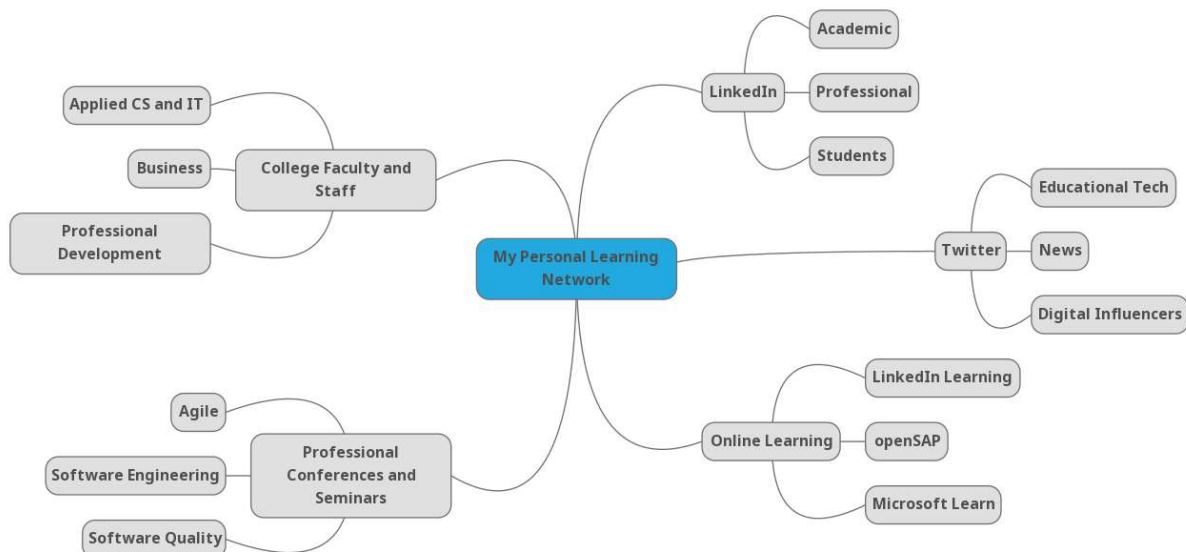 Academic
LinkedIn
Professional
Students
Applied CS and IT
Business
College Faculty and
Staff
Professional
Development
My Personal Learning
Network
Educational Tech
Twitter
News
Digital Influencers
LinkedIn Learning
Online Learning
openSAP
Microsoft Learn
Agile
Software Engineering
Professional
Conferences and
Seminars
Software Quality